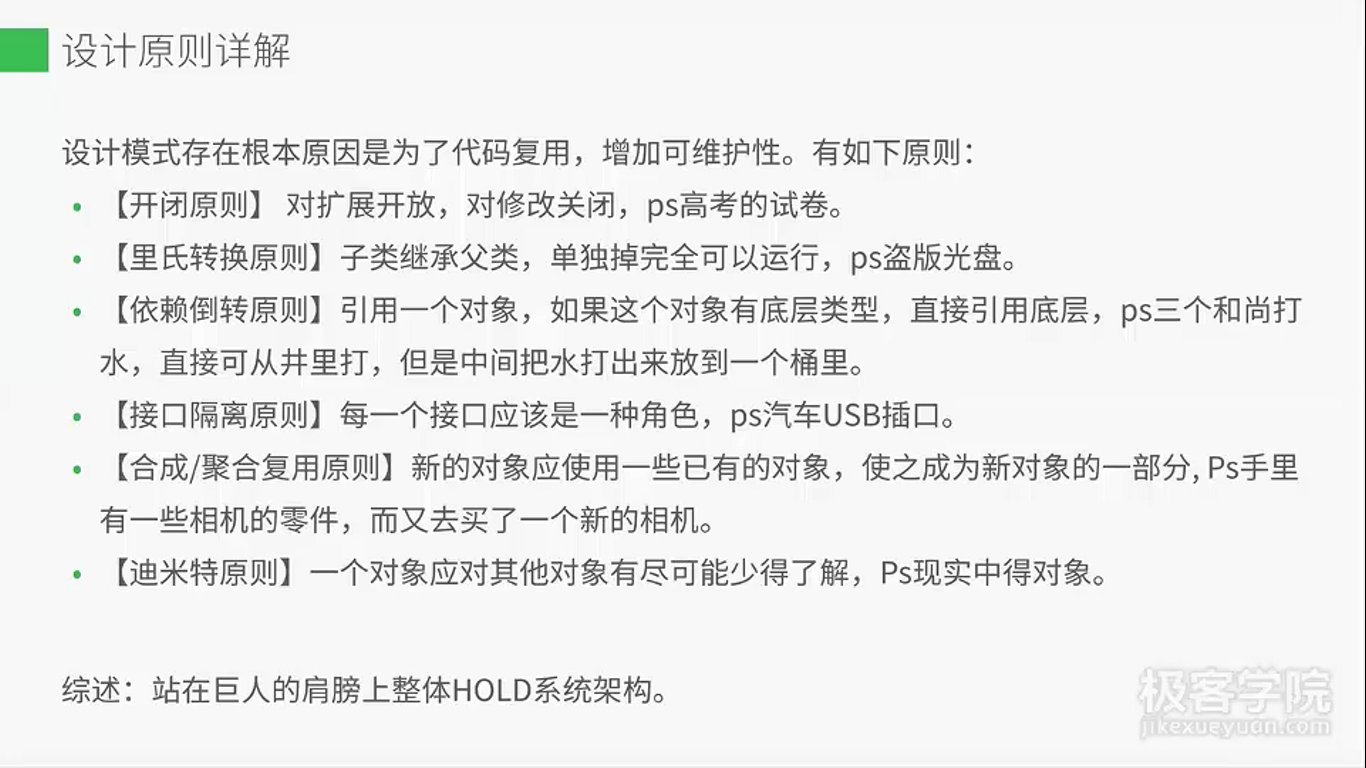 设计原则详解
设计模式存在根本原因是为了代码复用，增加可维护性。有如下原则：
• 【开闭原则】 对扩展开放，对修改关闭，ps高考的试卷。
• 【里氏转换原则】子类继承父类，单独掉完全可以运行，ps盗版光盘。
• 【依赖倒转原则】引用一个对象，如果这个对象有底层类型，直接引用底层，ps三个和尚打
水，直接可从井里打，但是中间把水打出来放到一个桶里。
• 【接口隔离原则】每一个接口应该是一种角色，ps汽车USB插口。
• 【合成/聚合复用原则】新的对象应使用一些已有的对象，使之成为新对象的一部分, Ps手里
有一些相机的零件，而又去买了一个新的相机。
• 【迪米特原则】一个对象应对其他对象有尽可能少得了解，Ps现实中得对象。
综述：站在巨人的肩膀上整体HOLD系统架构。
极客学院
jikexueyuan.com